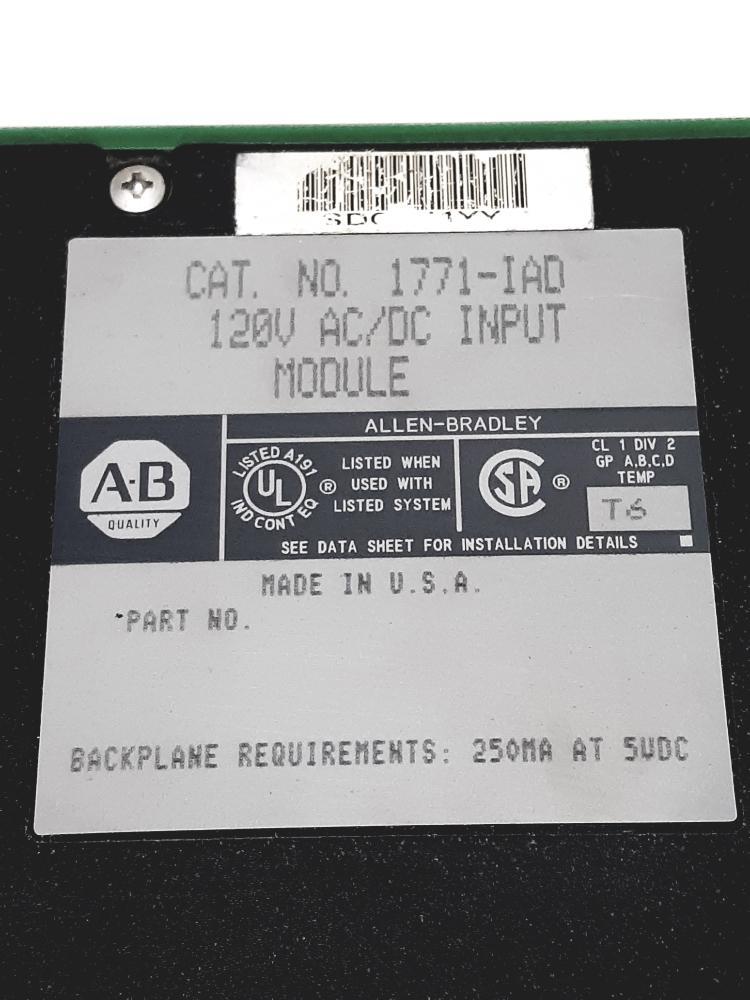 CAT. NO. 1771-IAD
120V AC/DC INPUT
MODULE
ALLEN-BRADLEY
A-B
QUALITY
LISTED A191
UL
IND CONT EQ
®
LISTED WHEN
USED WITH
LISTED SYSTEM
SA ®
CL 1 DIV 2
GP A,B,C,D
TEMP
T6
SEE DATA SHEET FOR INSTALLATION DETAILS
MADE IN U.S.A.
PART NO.
BACKPLANE REQUIREMENTS: 250MA AT 5VDC